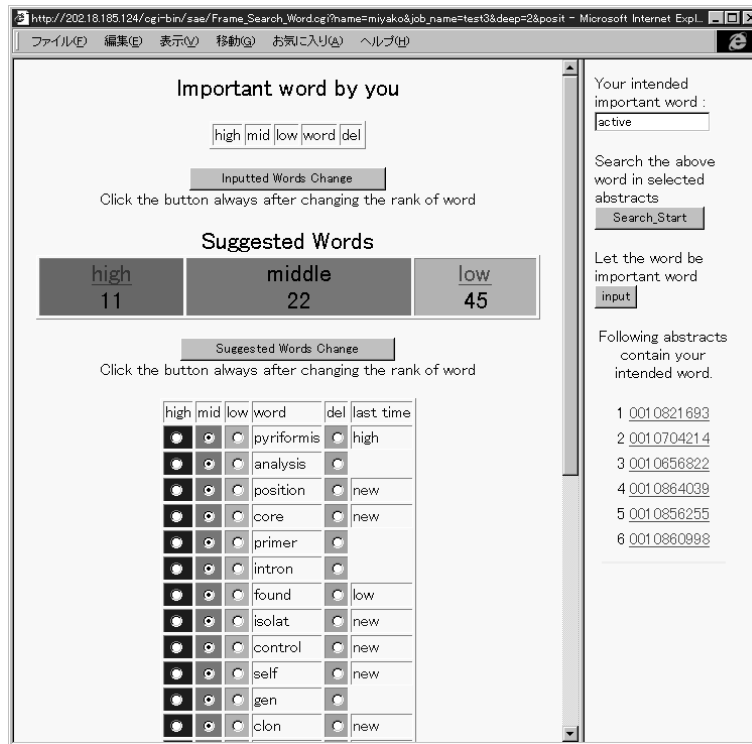 http://202.18.185.124/cgi-bin/sae/Frame_Search_Word.cgi?name=miyako&job_name=test3&deep=2&posit - Microsoft Internet Expl...
ファイル(F) 編集(E) 表示(V) 移動(G) お気に入り(A) ヘルプ(H)
Important word by you
high mid low word del
Inputted Words Change
Click the button always after changing the rank of word
Suggested Words
high middle low
11 22 45
Suggested Words Change
Click the button always after changing the rank of word
high mid low word del last time
pyriformis high
analysis
position new
core new
primer
intron
found low
isolat new
control new
self new
gen
clon new
Your intended
important word :
active
Search the above
word in selected
abstracts
Search_Start
Let the word be
important word
input
Following abstracts
contain your
intended word.
1 0010821693
2 0010704214
3 0010656822
4 0010864039
5 0010856255
6 0010860998